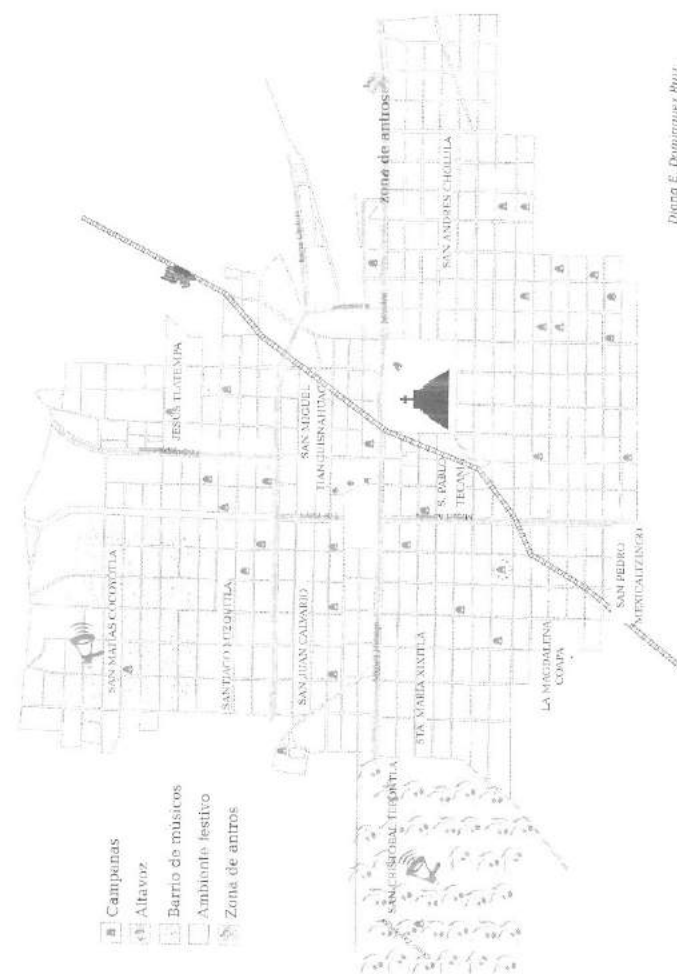 Campanas
Altavoz
Barrio de músicos
Ambiente festivo
Zona de antros
SAN MATÍAS COCOYOTLA
JESÚS TLATEMPA
SAN JUAN CALVARIO
SAN MIGUEL
TIANGUISNAHUAC
zona de antros
SAN ANDRÉS CHOLULA
S. PABLO
TECAMA
STA. MARÍA XIXITLA
LA MAGDALENA
COAPA
SAN PEDRO
MEXICALTZINGO
SAN CRISTÓBAL TEPONTLA
Diana E. Domínguez